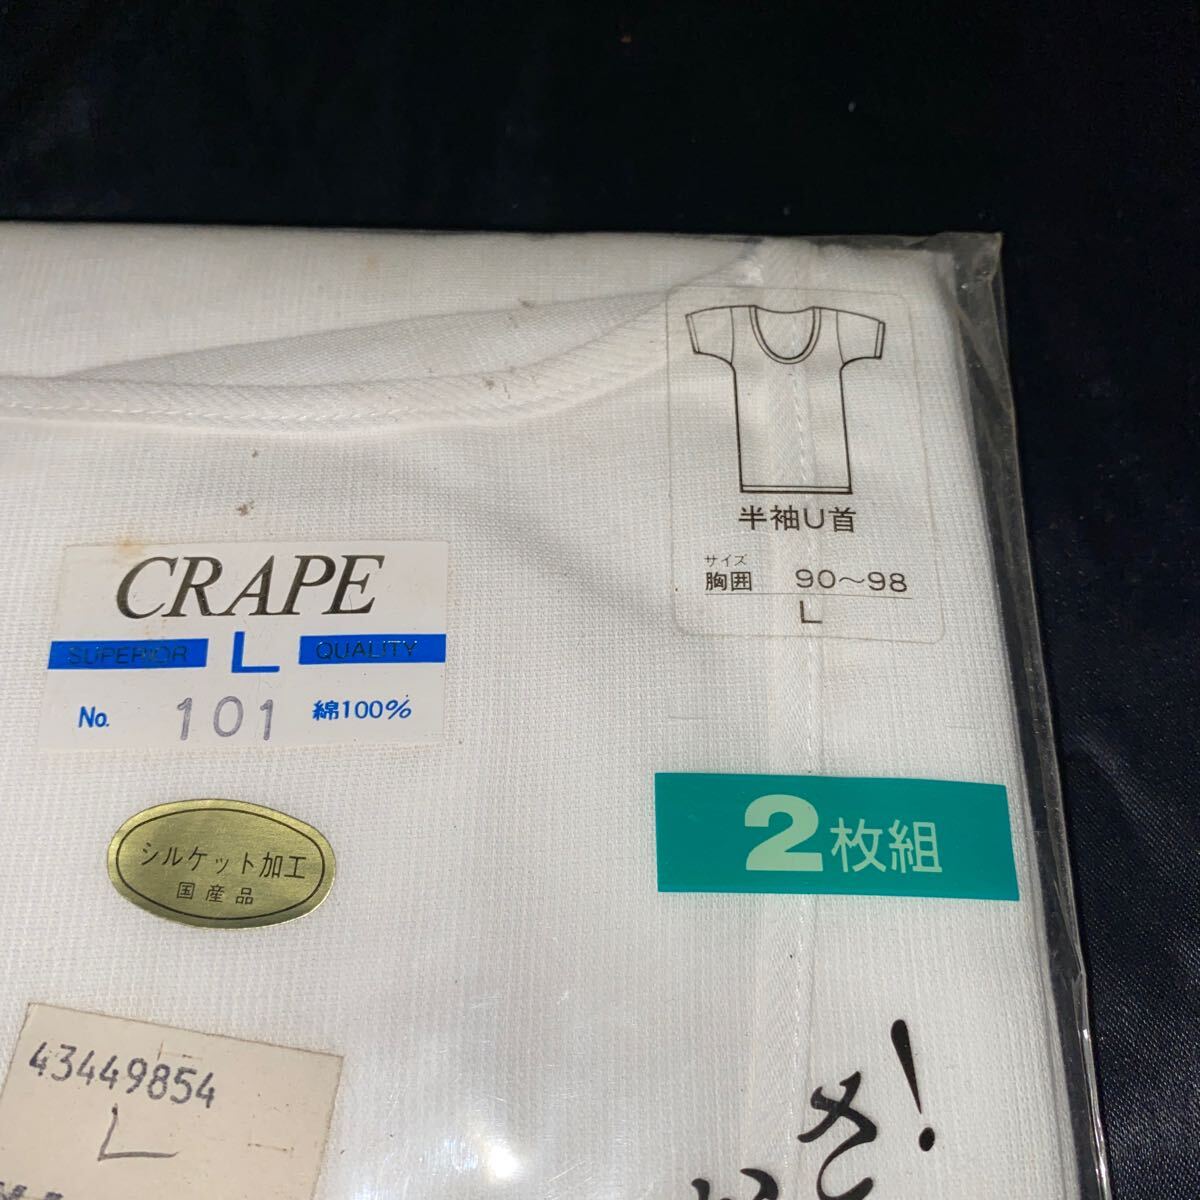 半袖U首
サイズ
胸囲 90〜98
L
CRAPE
SUPERIOR L QUALITY
No. 101 綿100%
2枚組
シルケット加工
国産品
43449854
L